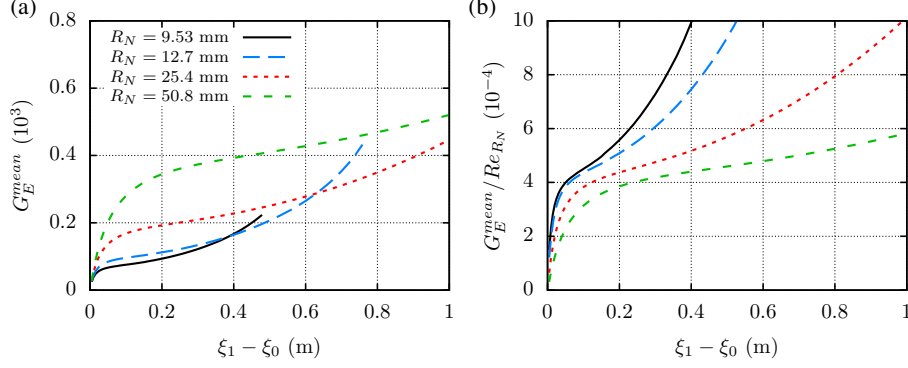 (a)
0.8
0.6
0.4
0.2
0
R_N = 9.53 mm
R_N = 12.7 mm
R_N = 25.4 mm
R_N = 50.8 mm
G_E^{mean} (10^3)
0 0.2 0.4 0.6 0.8 1
ξ_1 − ξ_0 (m)
(b)
10
8
6
4
2
0
G_E^{mean}/Re_{R_N} (10^{-4})
0 0.2 0.4 0.6 0.8 1
ξ_1 − ξ_0 (m)